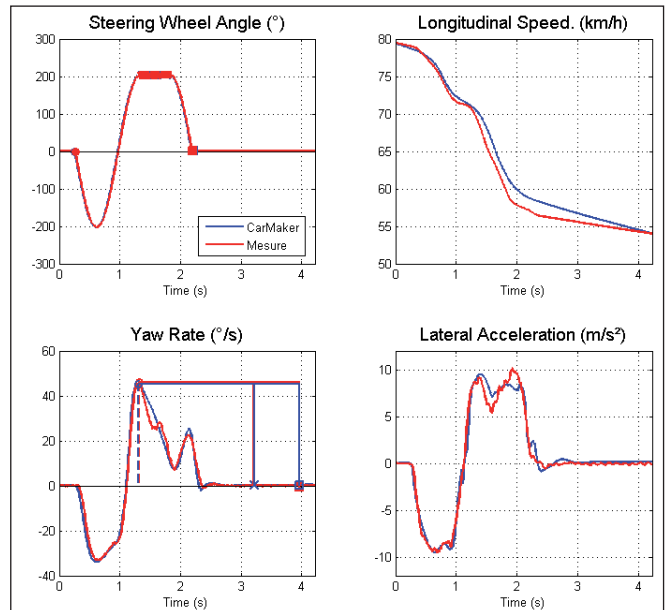 Steering Wheel Angle (°)
300
200
100
0
-100
-200
-300
0 1 2 3 4
Time (s)
CarMaker
Mesure
Longitudinal Speed. (km/h)
80
75
70
65
60
55
50
0 1 2 3 4
Time (s)
Yaw Rate (°/s)
60
40
20
0
-20
-40
0 1 2 3 4
Time (s)
Lateral Acceleration (m/s²)
10
5
0
-5
-10
0 1 2 3 4
Time (s)